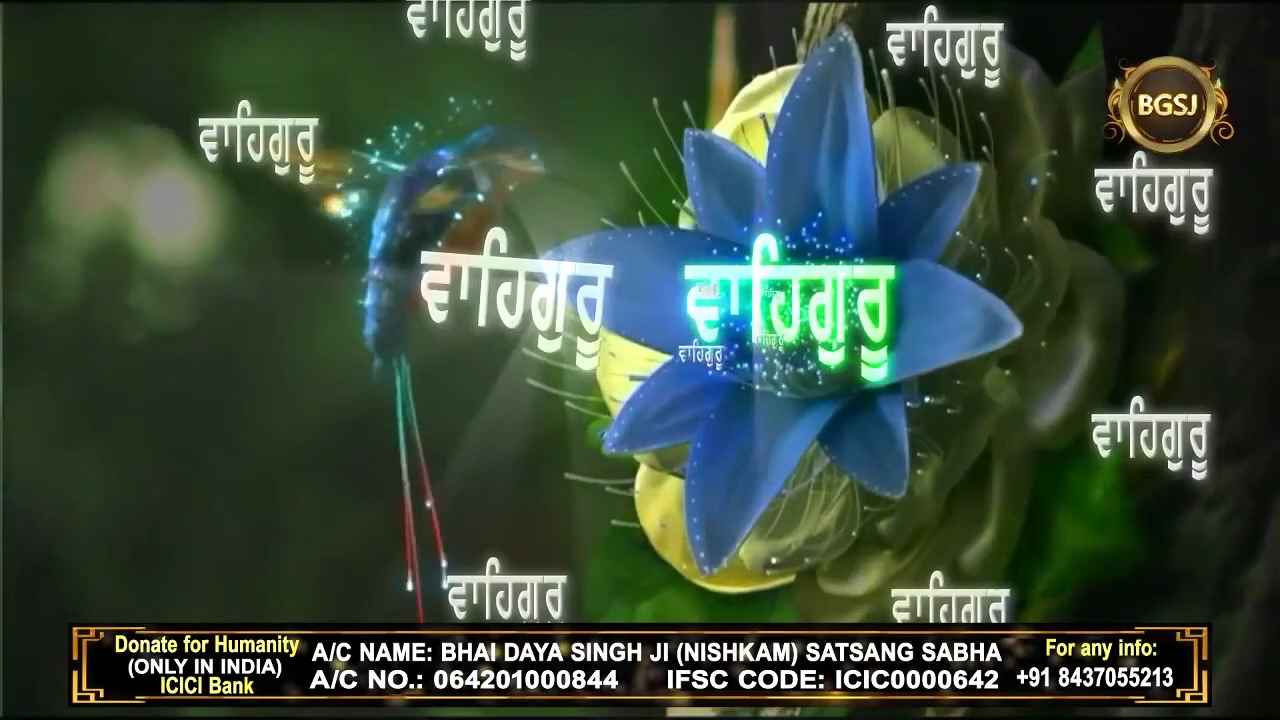 ਵਾਹਿਗੁਰੂ
ਵਾਹਿਗੁਰੂ
BGSJ
ਵਾਹਿਗੁਰੂ
ਵਾਹਿਗੁਰੂ
ਵਾਹਿਗੁਰੂ
ਵਾਹਿਗੁਰੂ
ਵਾਹਿਗੁਰੂ
ਵਾਹਿਗੁਰੂ
ਵਾਹਿਗੁਰੂ
ਵਾਹਿਗੁਰੂ
ਵਾਹਿਗੁਰੂ
Donate for Humanity
(ONLY IN INDIA)
ICICI Bank
A/C NAME: BHAI DAYA SINGH JI (NISHKAM) SATSANG SABHA
A/C NO.: 064201000844 IFSC CODE: ICIC0000642
For any info:
+91 8437055213